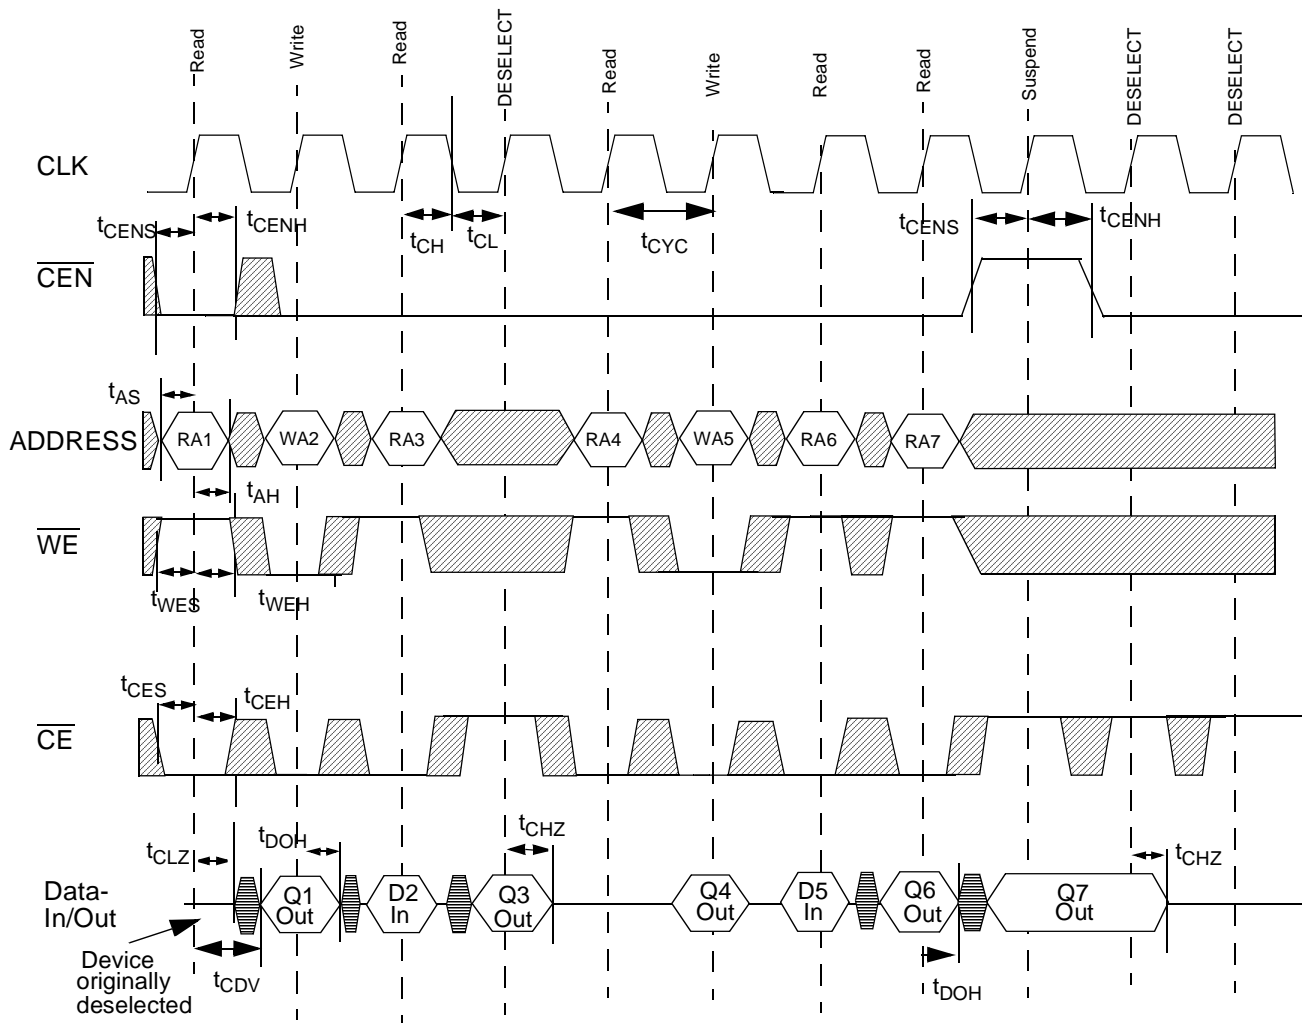 Read
Write
Read
DESELECT
Read
Write
Read
Read
Suspend
DESELECT
DESELECT
CLK
tCENS
tCENH
tCH
tCL
tCYC
tCENS
tCENH
CEN
tAS
ADDRESS
RA1
WA2
RA3
RA4
WA5
RA6
RA7
tAH
WE
tWES
tWEH
tCES
tCEH
CE
tCLZ
tDOH
tCHZ
tCHZ
Data-
In/Out
Q1
Out
D2
In
Q3
Out
Q4
Out
D5
In
Q6
Out
Q7
Out
Device
originally
deselected
tCDV
tDOH